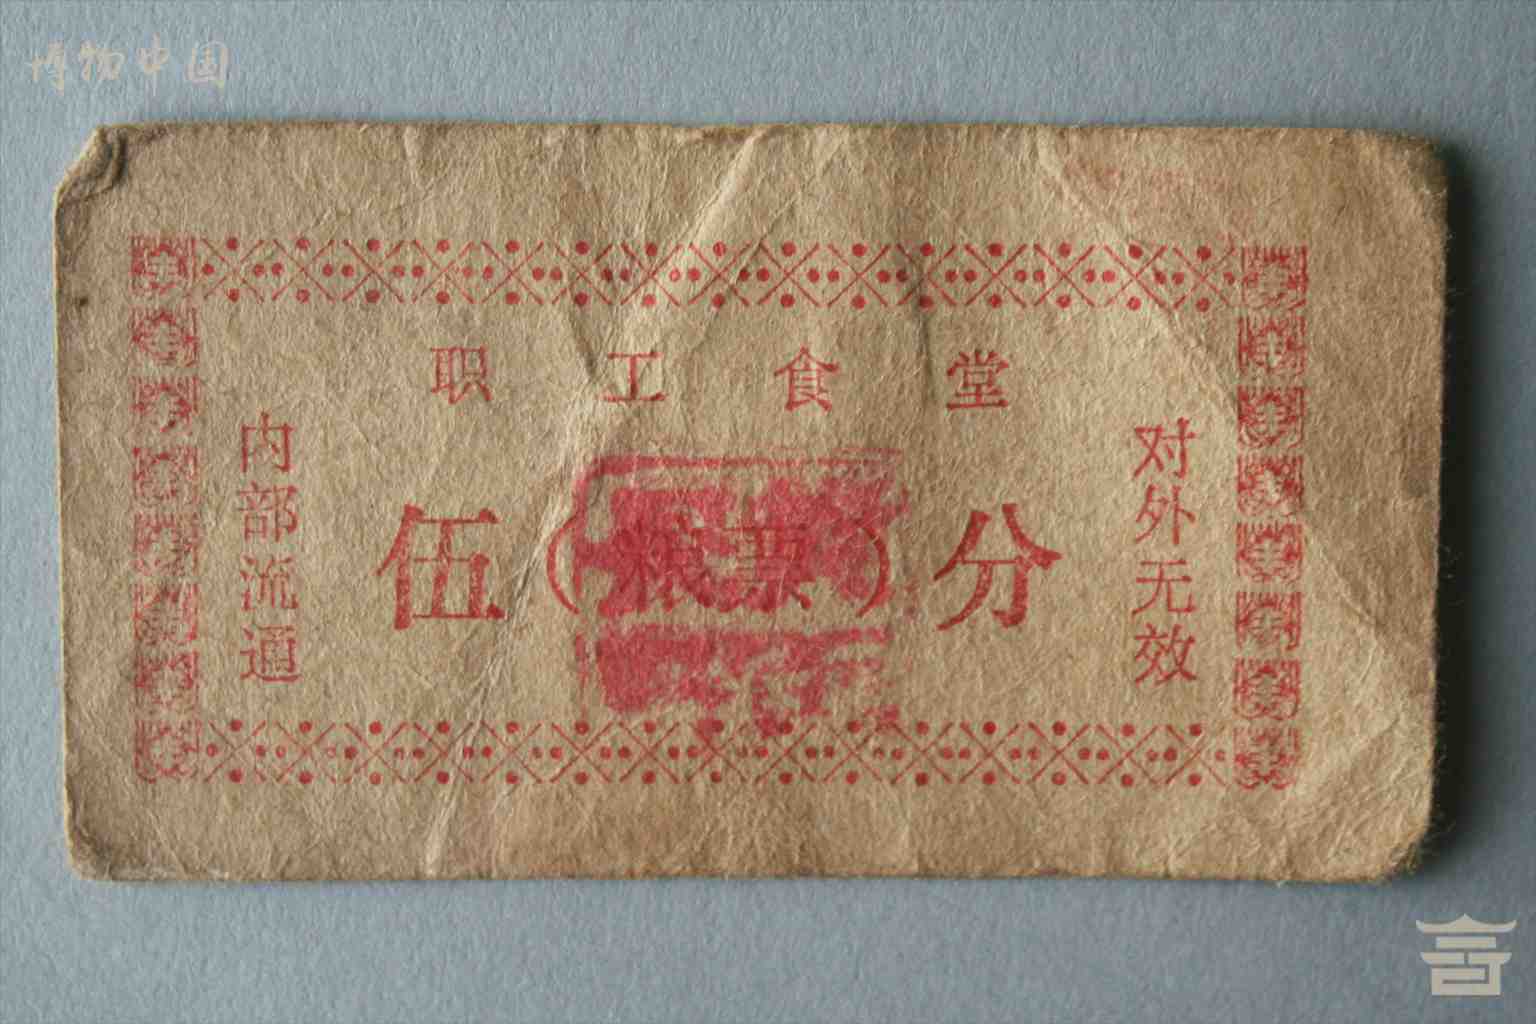 博物中国
职工食堂
内部流通
伍（粮票）分
对外无效